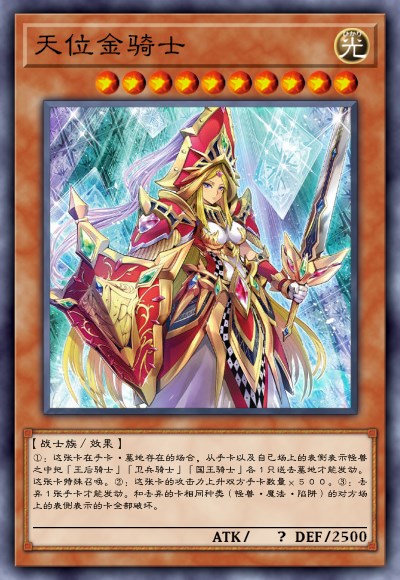 天位金骑士
光
ひかり
【战士族/效果】
①：这张卡在手卡·墓地存在的场合，从手卡以及自己场上的表侧表示怪兽
之中把「王后骑士」「卫兵骑士」「国王骑士」各1只送去墓地才能发动。
这张卡特殊召唤。②：这张卡的攻击力上升双方手卡数量x500。③：丢
弃1张手卡才能发动。和丢弃的卡相同种类（怪兽·魔法·陷阱）的对方场
上的表侧表示的卡全部破坏。
ATK/ ? DEF/2500